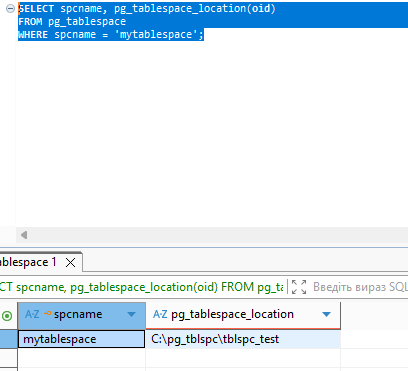 SELECT spcname, pg_tablespace_location(oid)
FROM pg_tablespace
WHERE spcname = 'mytablespace';
ablespace 1
CT spcname, pg_tablespace_location(oid) FROM pg_ta
Введіть вираз SQL
A-Z spcname
A-Z pg_tablespace_location
mytablespace
C:\pg_tblspc\tblspc_test